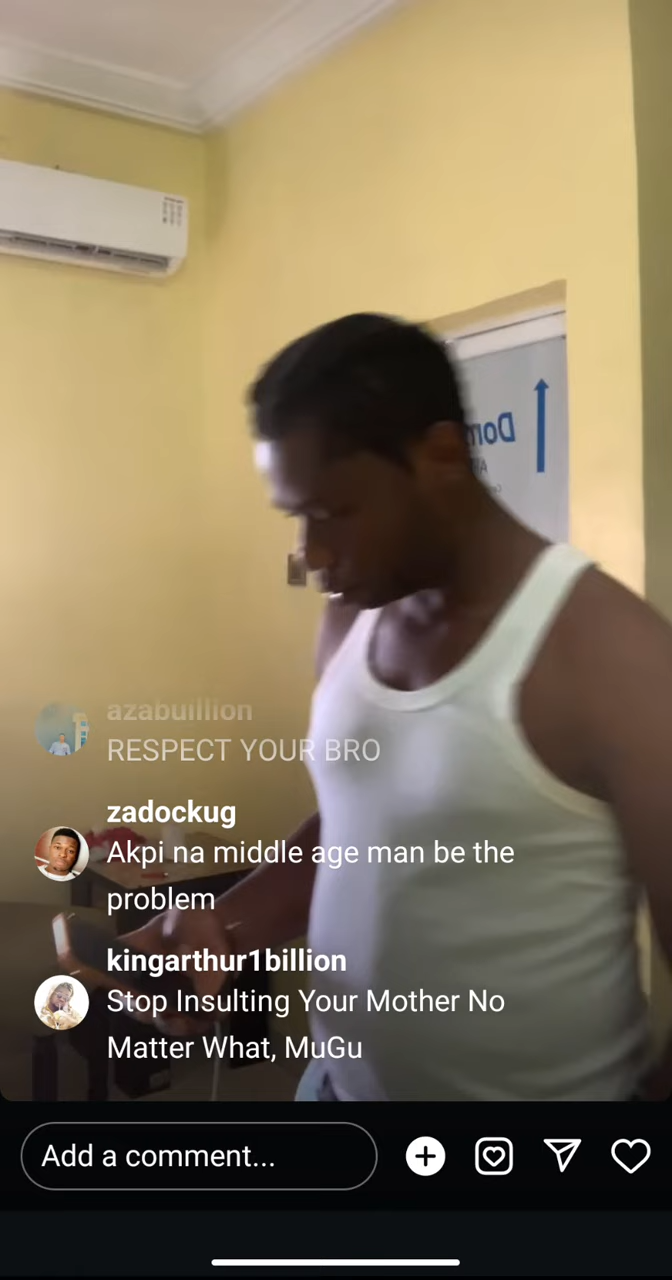 Dom
azabuillion
RESPECT YOUR BRO
zadockug
Akpi na middle age man be the
problem
kingarthur1billion
Stop Insulting Your Mother No
Matter What, MuGu
Add a comment...